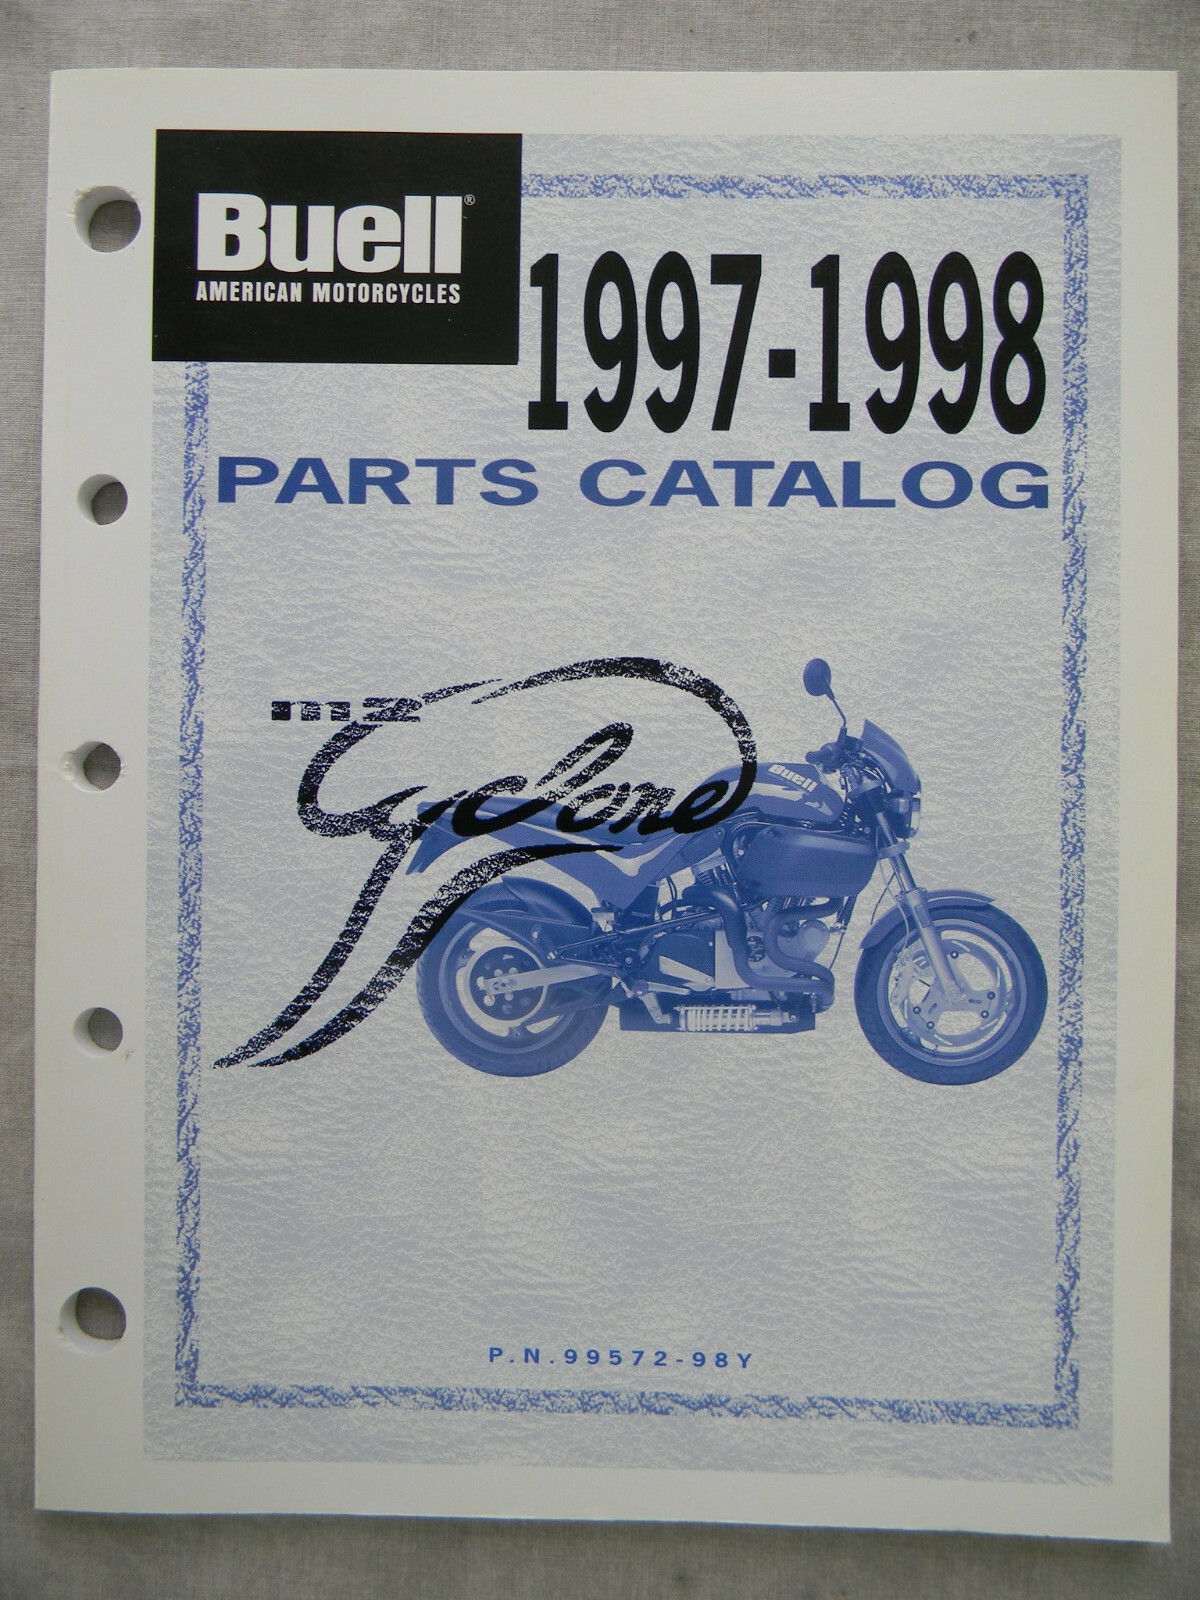 Buell®
AMERICAN MOTORCYCLES
1997-1998
PARTS CATALOG
m2
Cyclone
Buell
P.N.99572-98Y